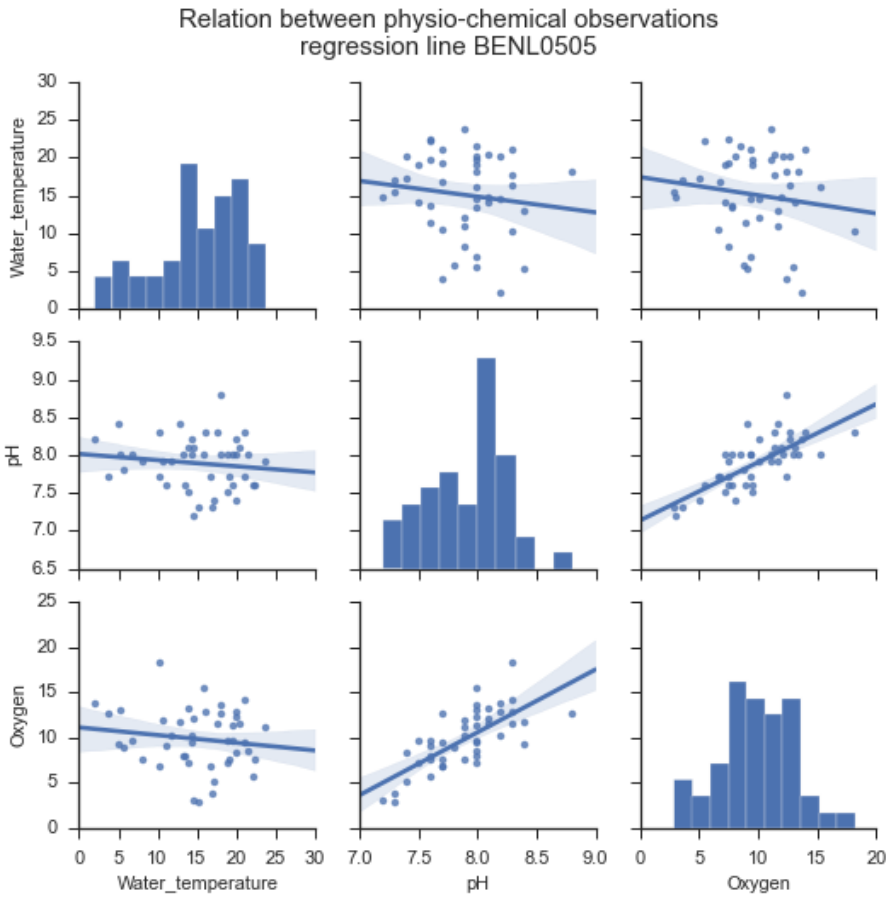 Relation between physio-chemical observations
regression line BENL0505
Water_temperature
30
25
20
15
10
5
0
pH
9.5
9.0
8.5
8.0
7.5
7.0
6.5
Oxygen
25
20
15
10
5
0
0 5 10 15 20 25 30
7.0 7.5 8.0 8.5 9.0
0 5 10 15 20
Water_temperature
pH
Oxygen